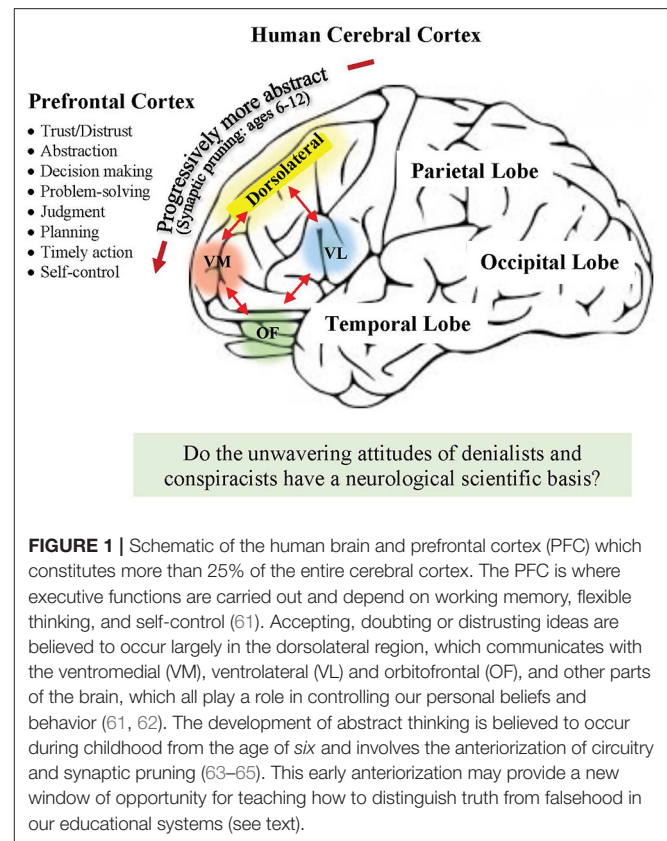 Human Cerebral Cortex
Progressively more abstract
(Synaptic pruning: ages 6-12)
Prefrontal Cortex
• Trust/Distrust
• Abstraction
• Decision making
• Problem-solving
• Judgment
• Planning
• Timely action
• Self-control
Dorsolateral
VM
VL
OF
Parietal Lobe
Occipital Lobe
Temporal Lobe
Do the unwavering attitudes of denialists and
conspiracists have a neurological scientific basis?
FIGURE 1 | Schematic of the human brain and prefrontal cortex (PFC) which
constitutes more than 25% of the entire cerebral cortex. The PFC is where
executive functions are carried out and depend on working memory, flexible
thinking, and self-control (61). Accepting, doubting or distrusting ideas are
believed to occur largely in the dorsolateral region, which communicates with
the ventromedial (VM), ventrolateral (VL) and orbitofrontal (OF), and other parts
of the brain, which all play a role in controlling our personal beliefs and
behavior (61, 62). The development of abstract thinking is believed to occur
during childhood from the age of six and involves the anteriorization of circuitry
and synaptic pruning (63–65). This early anteriorization may provide a new
window of opportunity for teaching how to distinguish truth from falsehood in
our educational systems (see text).